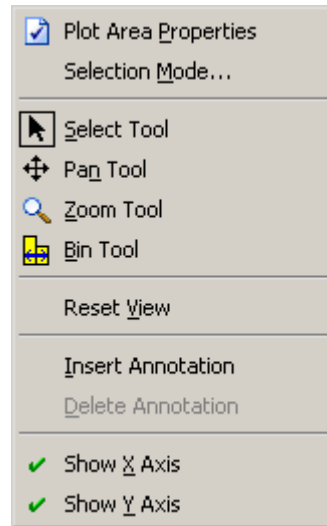 Plot Area Properties
Selection Mode...
Select Tool
Pan Tool
Zoom Tool
Bin Tool
Reset View
Insert Annotation
Delete Annotation
Show X Axis
Show Y Axis